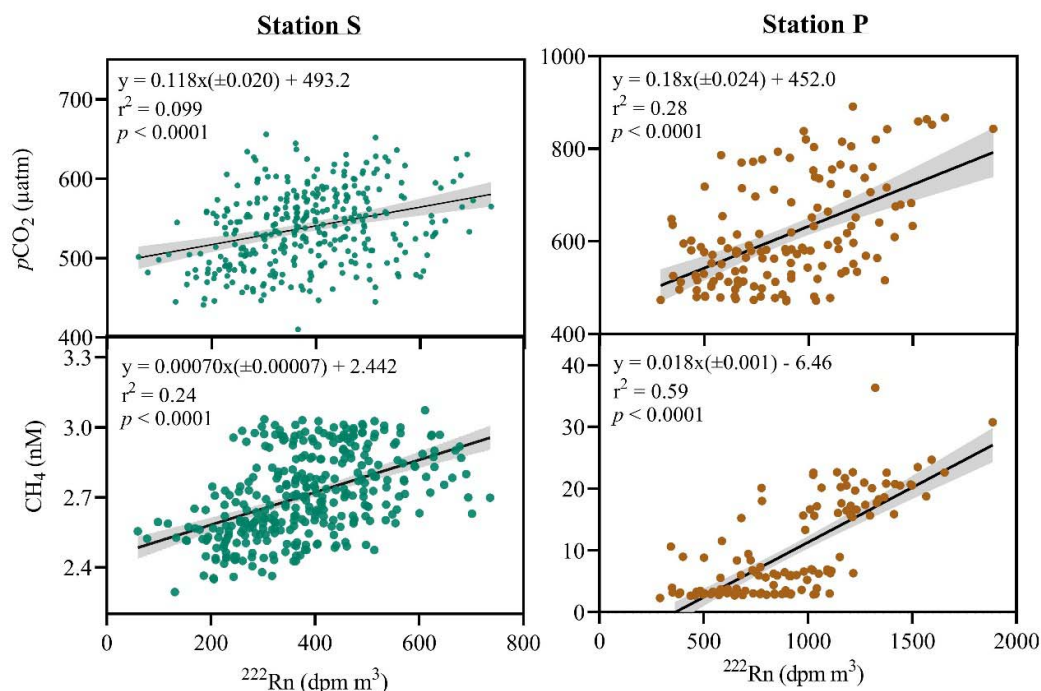 Station S
Station P
y = 0.118x(±0.020) + 493.2
r² = 0.099
p < 0.0001
700
600
500
400
pCO₂ (µatm)
y = 0.18x(±0.024) + 452.0
r² = 0.28
p < 0.0001
1000
800
600
400
y = 0.00070x(±0.00007) + 2.442
r² = 0.24
p < 0.0001
3.3
3.0
2.7
2.4
CH₄ (nM)
0
200
400
600
800
²²²Rn (dpm m³)
y = 0.018x(±0.001) - 6.46
r² = 0.59
p < 0.0001
40
30
20
10
0
0
500
1000
1500
2000
²²²Rn (dpm m³)